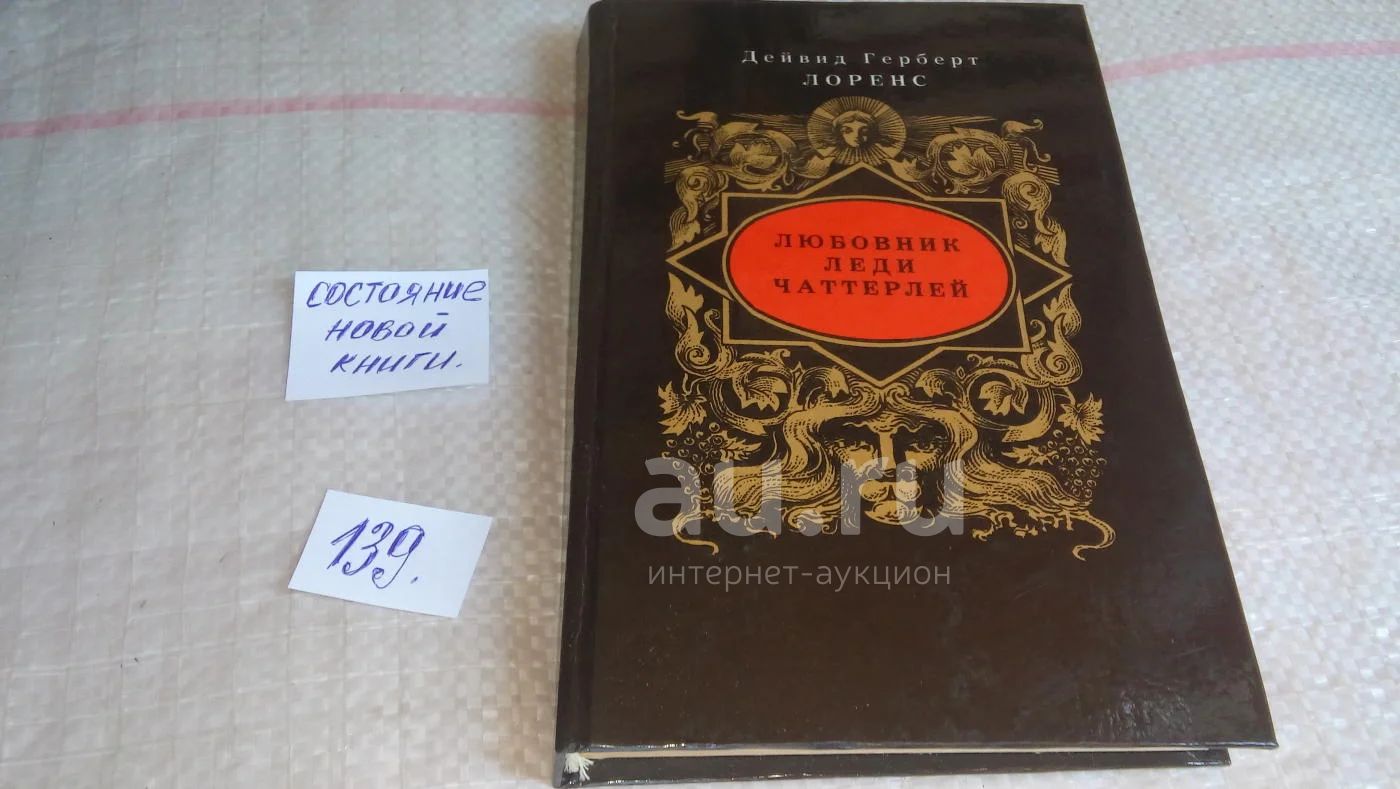 Дейвид Герберт
ЛОРЕНС
ЛЮБОВНИК
ЛЕДИ
ЧАТТЕРЛЕЙ
СОСТОЯНИЕ
НОВОЙ
КНИГИ.
139.
au.ru
интернет-аукцион